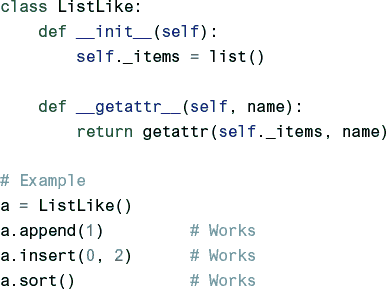 class ListLike:
    def __init__(self):
        self._items = list()

    def __getattr__(self, name):
        return getattr(self._items, name)

# Example
a = ListLike()
a.append(1)         # Works
a.insert(0, 2)      # Works
a.sort()            # Works